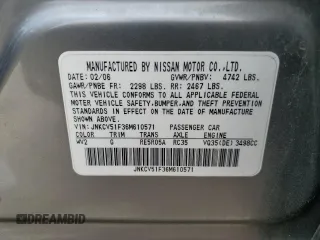 MANUFACTURED BY NISSAN MOTOR CO.,LTD.
DATE: 02/06 GVWR/PNBV: 4742 LBS.
GAWR/PNBE FR: 2298 LBS. RR: 2467 LBS.
THIS VEHICLE CONFORMS TO ALL APPLICABLE FEDERAL
MOTOR VEHICLE SAFETY,BUMPER,AND THEFT PREVENTION
STANDARDS IN EFFECT ON THE DATE OF MANUFACTURE
SHOWN ABOVE.
VIN: JNKCV51F36M610571 PASSENGER CAR
COLOR TRIM TRANS AXLE ENGINE
WV2 G RE5R05A RC35 VQ35(DE) 3498CC
JNKCV51F36M610571
© DREAMBID